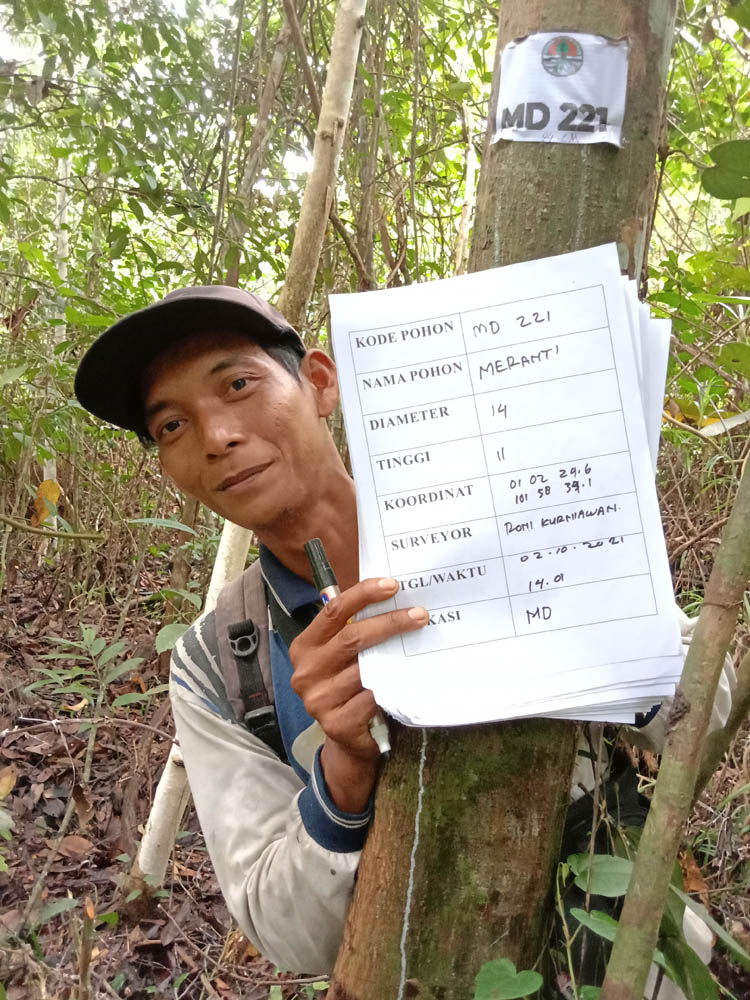 MD 221
KODE POHON MD 221
NAMA POHON MERANTI
DIAMETER 14
TINGGI 11
KOORDINAT 01 02 29.6
101 58 39.1
SURVEYOR ROMI KURNIAWAN.
TGL/WAKTU 02.10.2021
14.01
KASI MD